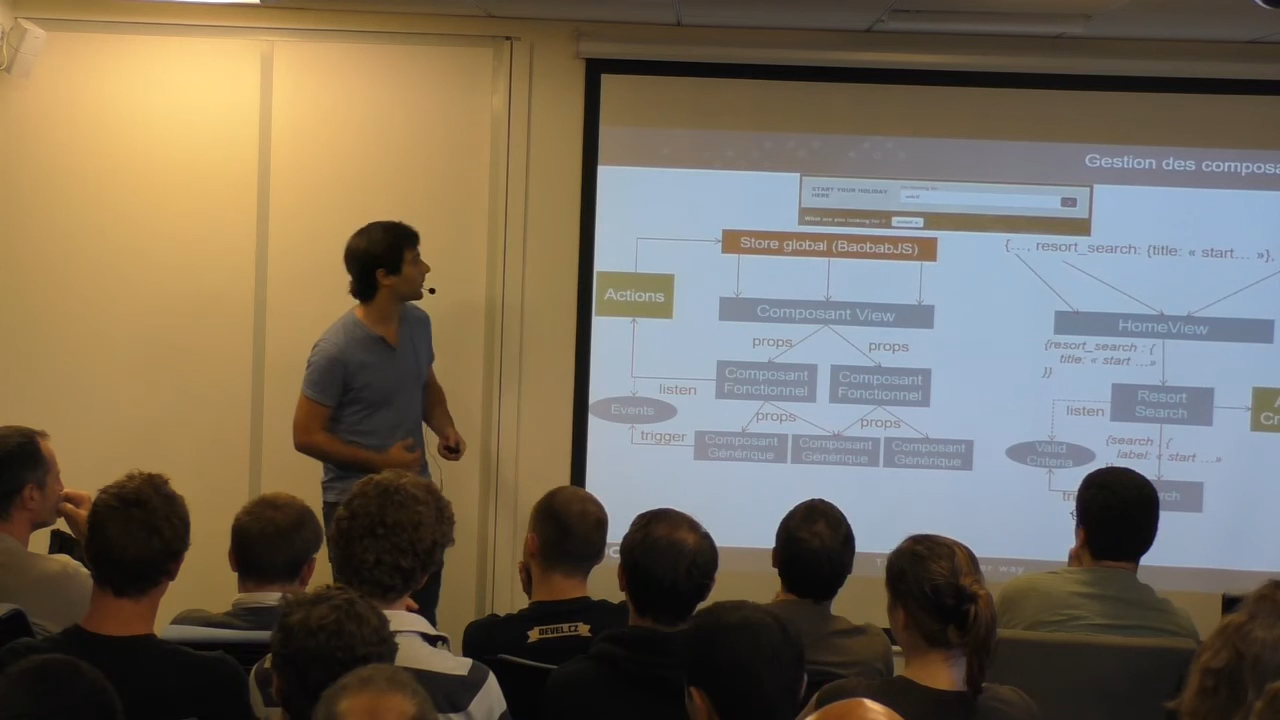 Gestion des compos
START YOUR HOLIDAY
HERE
What are you looking for ?
Store global (BaobabJS)
{..., resort_search: {title: « start... »},
Actions
Composant View
HomeView
props
props
{resort_search : {
title: « start ...»
}}
Composant
Fonctionnel
Composant
Fonctionnel
listen
Resort
Search
listen
Events
props
props
trigger
Composant
Générique
Composant
Générique
Composant
Générique
Valid
Criteria
{search : {
label: « start ...»
DEVEL.CZ